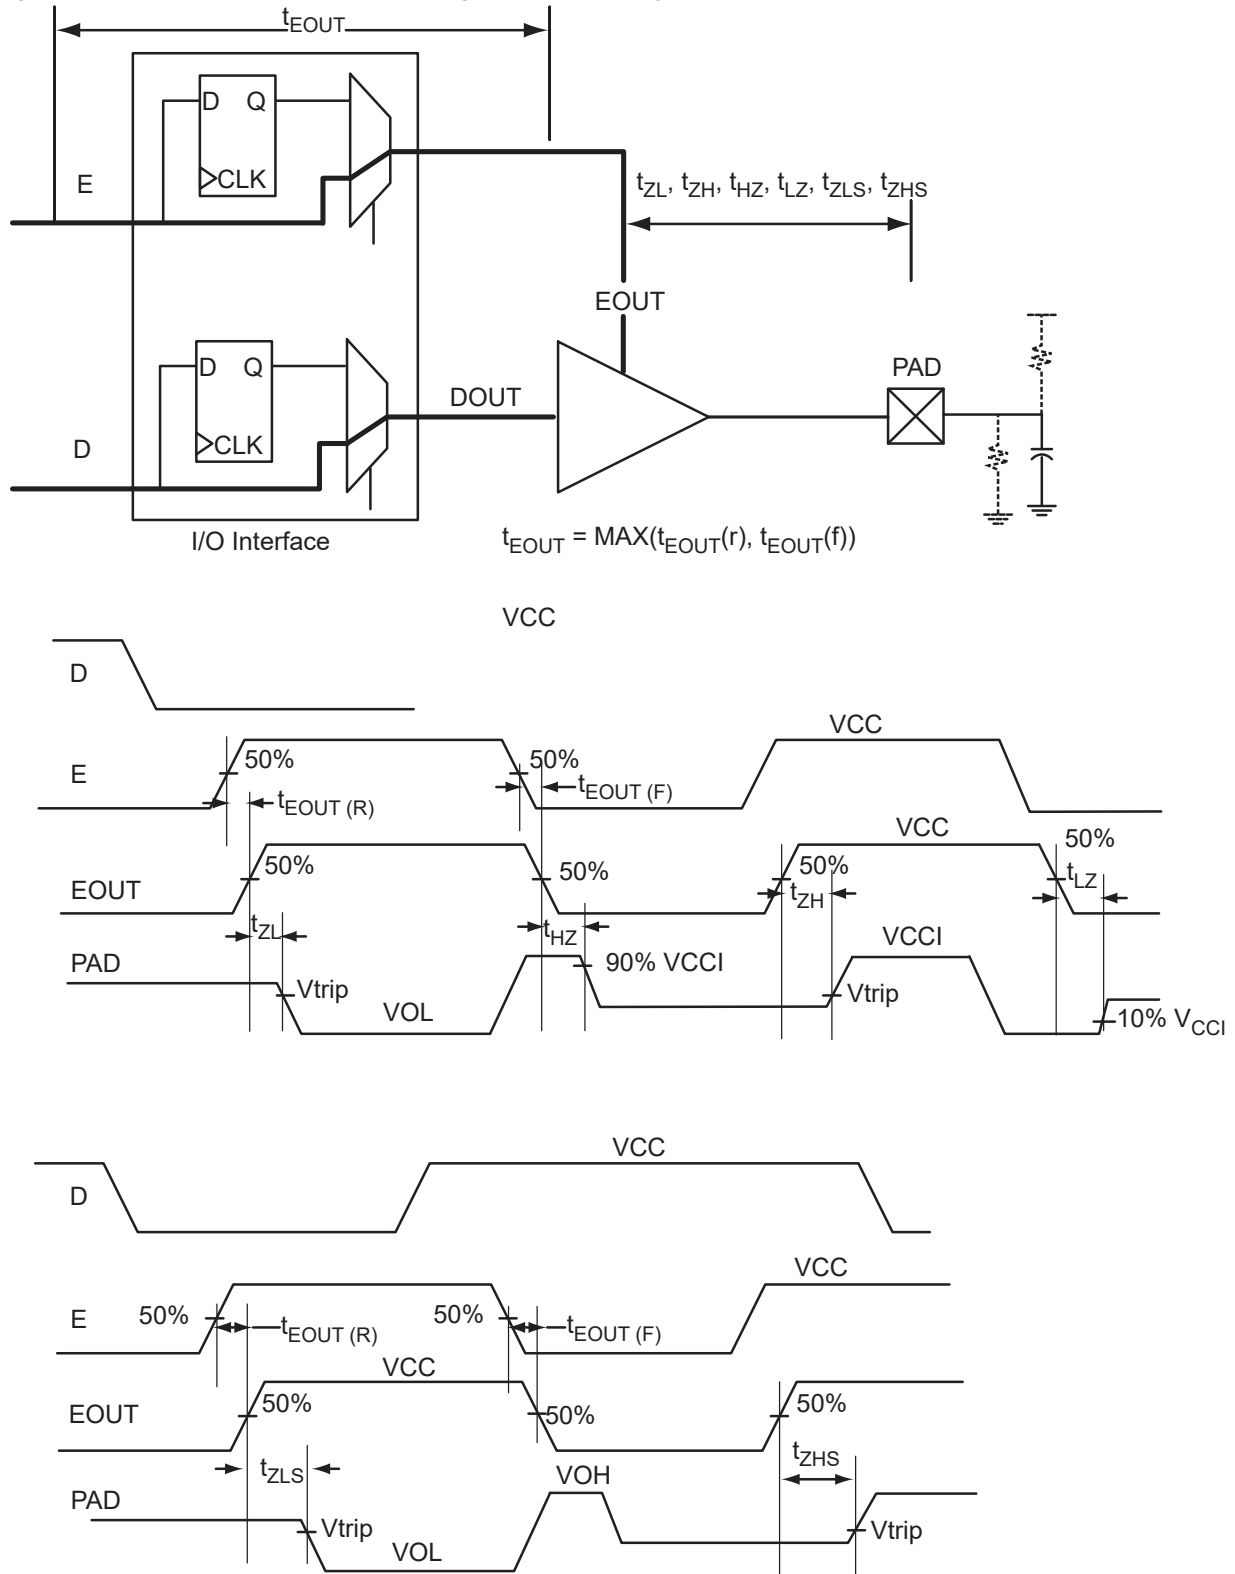 tEOUT
D Q
CLK
E
tZL, tZH, tHZ, tLZ, tZLS, tZHS
EOUT
D Q
CLK
D
DOUT
PAD
I/O Interface
tEOUT = MAX(tEOUT(r), tEOUT(f))
VCC
D
VCC
E
50%
50%
tEOUT (R)
tEOUT (F)
VCC
50%
EOUT
50%
50%
50%
tLZ
tZL
tHZ
tZH
VCCI
PAD
90% VCCI
Vtrip
Vtrip
VOL
10% VCCI
VCC
D
VCC
E
50%
50%
tEOUT (R)
tEOUT (F)
VCC
EOUT
50%
50%
50%
tZLS
tZHS
VOH
PAD
Vtrip
Vtrip
VOL